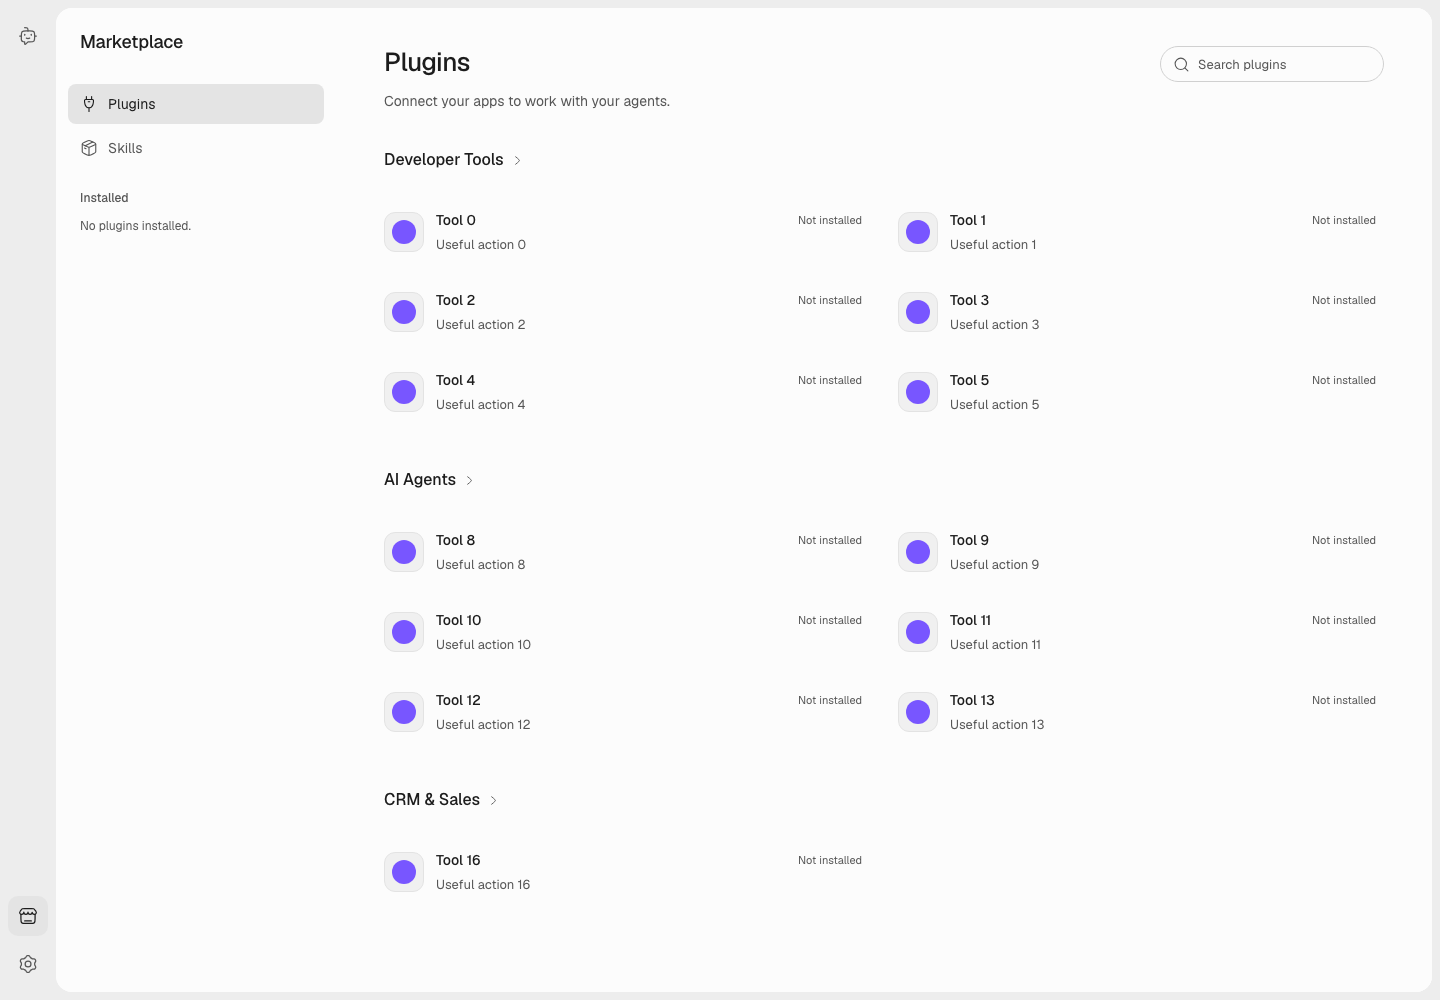 Marketplace
Plugins
Skills
Installed
No plugins installed.
Plugins
Search plugins
Connect your apps to work with your agents.
Developer Tools
Tool 0
Not installed
Useful action 0
Tool 1
Not installed
Useful action 1
Tool 2
Not installed
Useful action 2
Tool 3
Not installed
Useful action 3
Tool 4
Not installed
Useful action 4
Tool 5
Not installed
Useful action 5
AI Agents
Tool 8
Not installed
Useful action 8
Tool 9
Not installed
Useful action 9
Tool 10
Not installed
Useful action 10
Tool 11
Not installed
Useful action 11
Tool 12
Not installed
Useful action 12
Tool 13
Not installed
Useful action 13
CRM & Sales
Tool 16
Not installed
Useful action 16